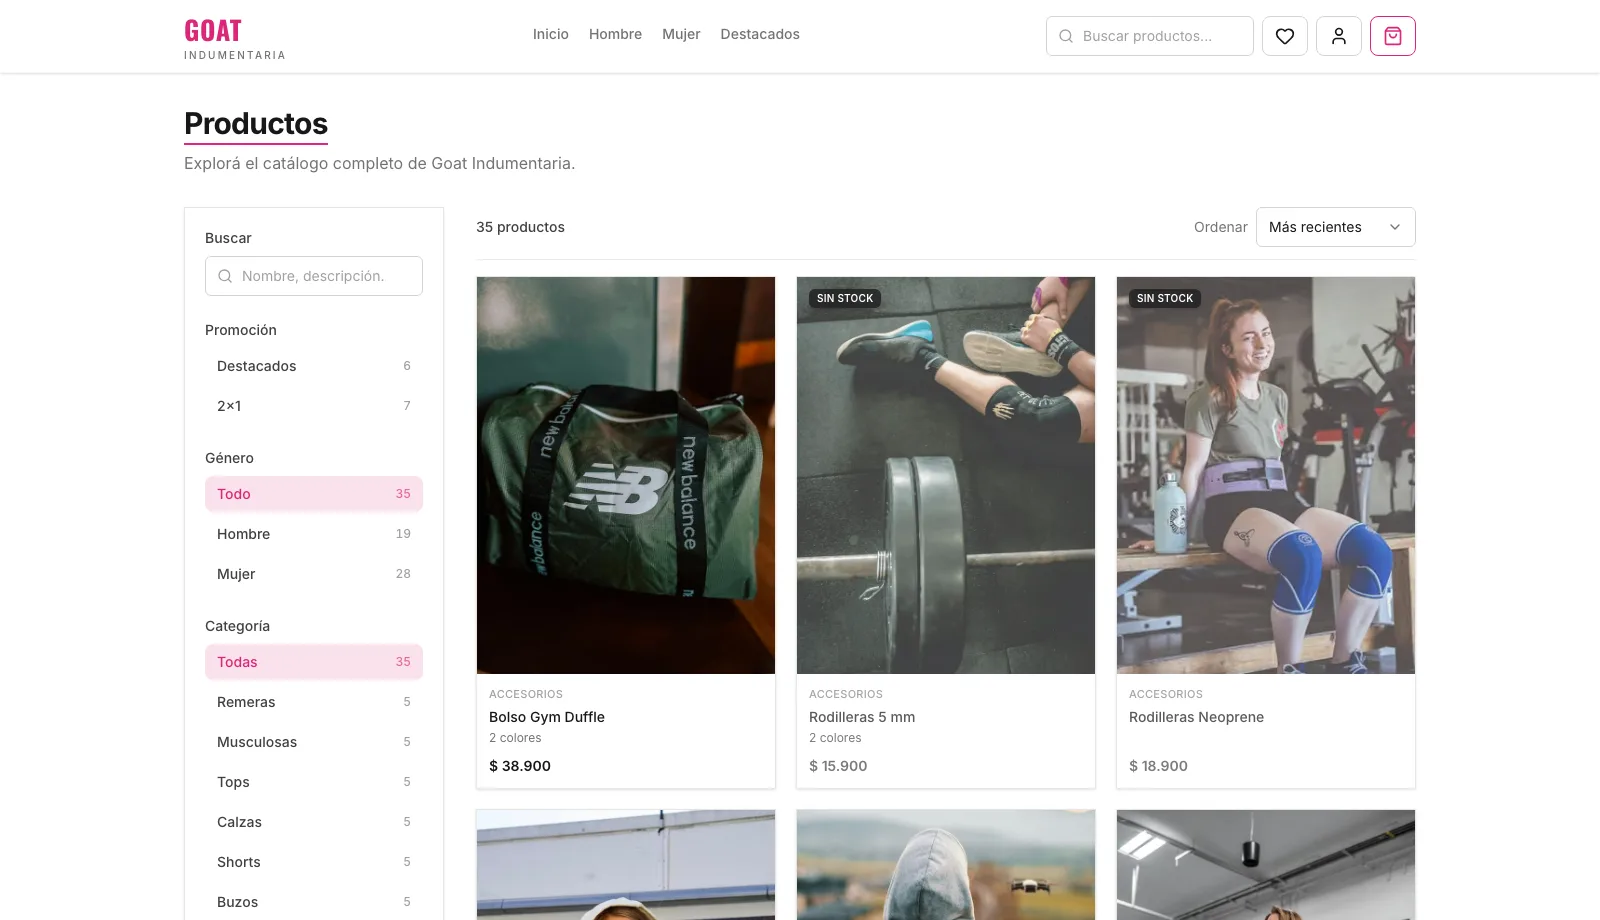 GOAT
INDUMENTARIA
Inicio
Hombre
Mujer
Destacados
Buscar productos...
Productos
Explorá el catálogo completo de Goat Indumentaria.
Buscar
Nombre, descripción.
Promoción
Destacados 6
2×1 7
Género
Todo 35
Hombre 19
Mujer 28
Categoría
Todas 35
Remeras 5
Musculosas 5
Tops 5
Calzas 5
Shorts 5
Buzos 5
35 productos
Ordenar
Más recientes
new balance
NB
new balance
newbalance
ACCESORIOS
Bolso Gym Duffle
2 colores
$ 38.900
SIN STOCK
ACCESORIOS
Rodilleras 5 mm
2 colores
$ 15.900
SIN STOCK
ACCESORIOS
Rodilleras Neoprene
$ 18.900